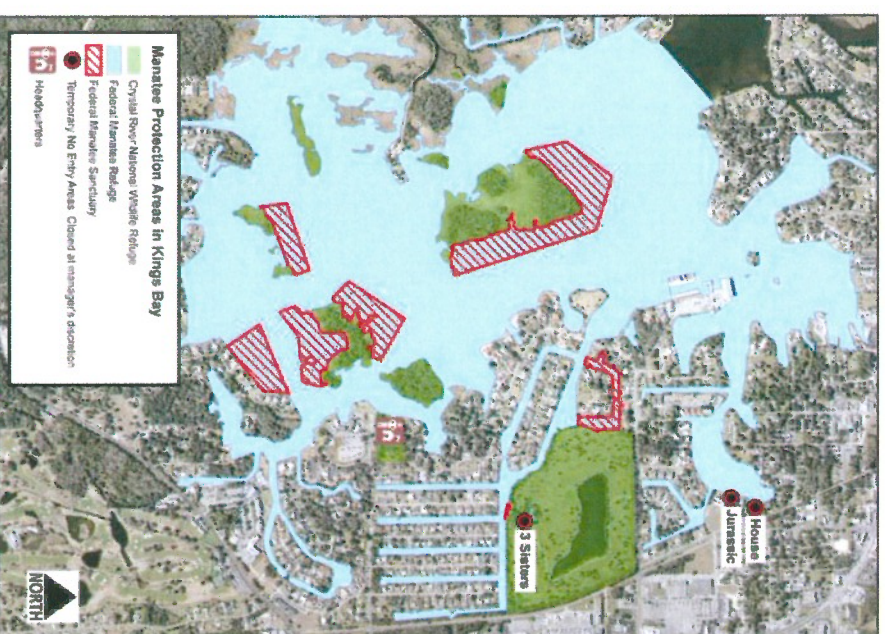 Manatee Protection Areas in Kings Bay
Crystal River National Wildlife Refuge
Federal Manatee Refuge
Federal Manatee Sanctuary
Temporary No Entry Areas Closed at manager's discretion
Headquarters
House
Jurassic
3 Sisters
NORTH